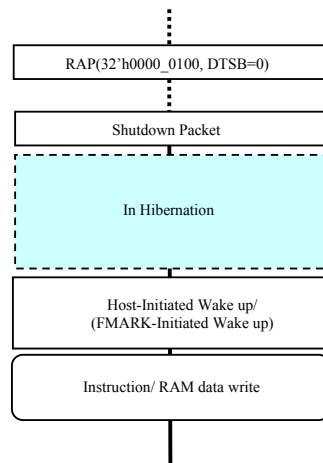 RAP(32'h0000_0100, DTSB=0)
Shutdown Packet
In Hibernation
Host-Initiated Wake up/
(FMARK-Initiated Wake up)
Instruction/ RAM data write